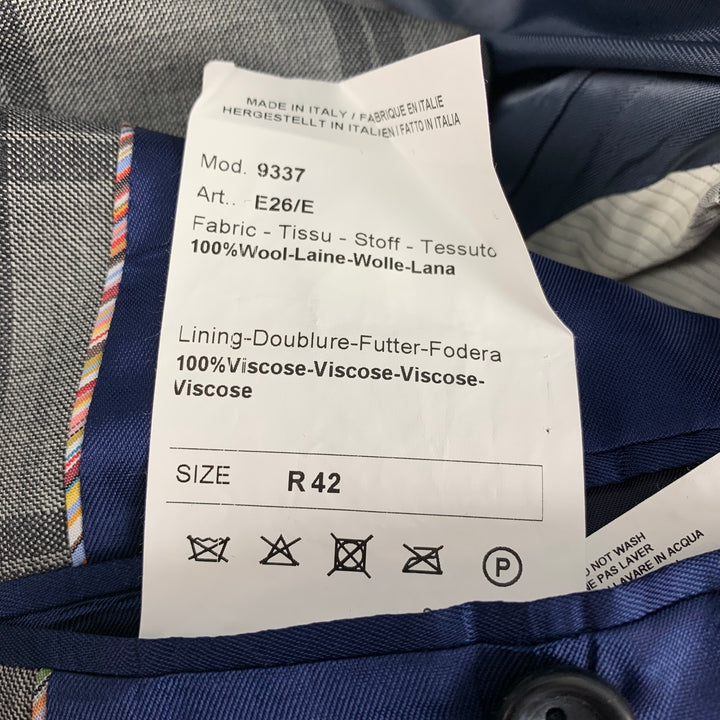 MADE IN ITALY / FABRIQUE EN ITALIE
HERGESTELLT IN ITALIEN / FATTO IN ITALIA
Mod. 9337
Art.. E26/E
Fabric - Tissu - Stoff - Tessuto
100%Wool-Laine-Wolle-Lana
Lining-Doublure-Futter-Fodera
100%Viscose-Viscose-Viscose-
Viscose
SIZE R 42
P
NOT WASH
NE PAS LAVER
LAVARE IN ACQUA